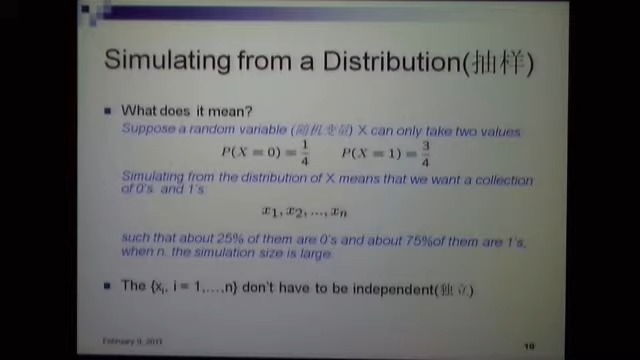 Simulating from a Distribution(抽样)
What does it mean?
Suppose a random variable (随机变量) X can only take two values
P(X = 0) = 1/4 P(X = 1) = 3/4
Simulating from the distribution of X means that we want a collection
of 0's and 1's
x₁, x₂, ..., xₙ
such that about 25% of them are 0's and about 75%of them are 1's,
when n, the simulation size is large.
The {xᵢ, i = 1,...,n} don't have to be independent(独立)
February 9, 2011
10